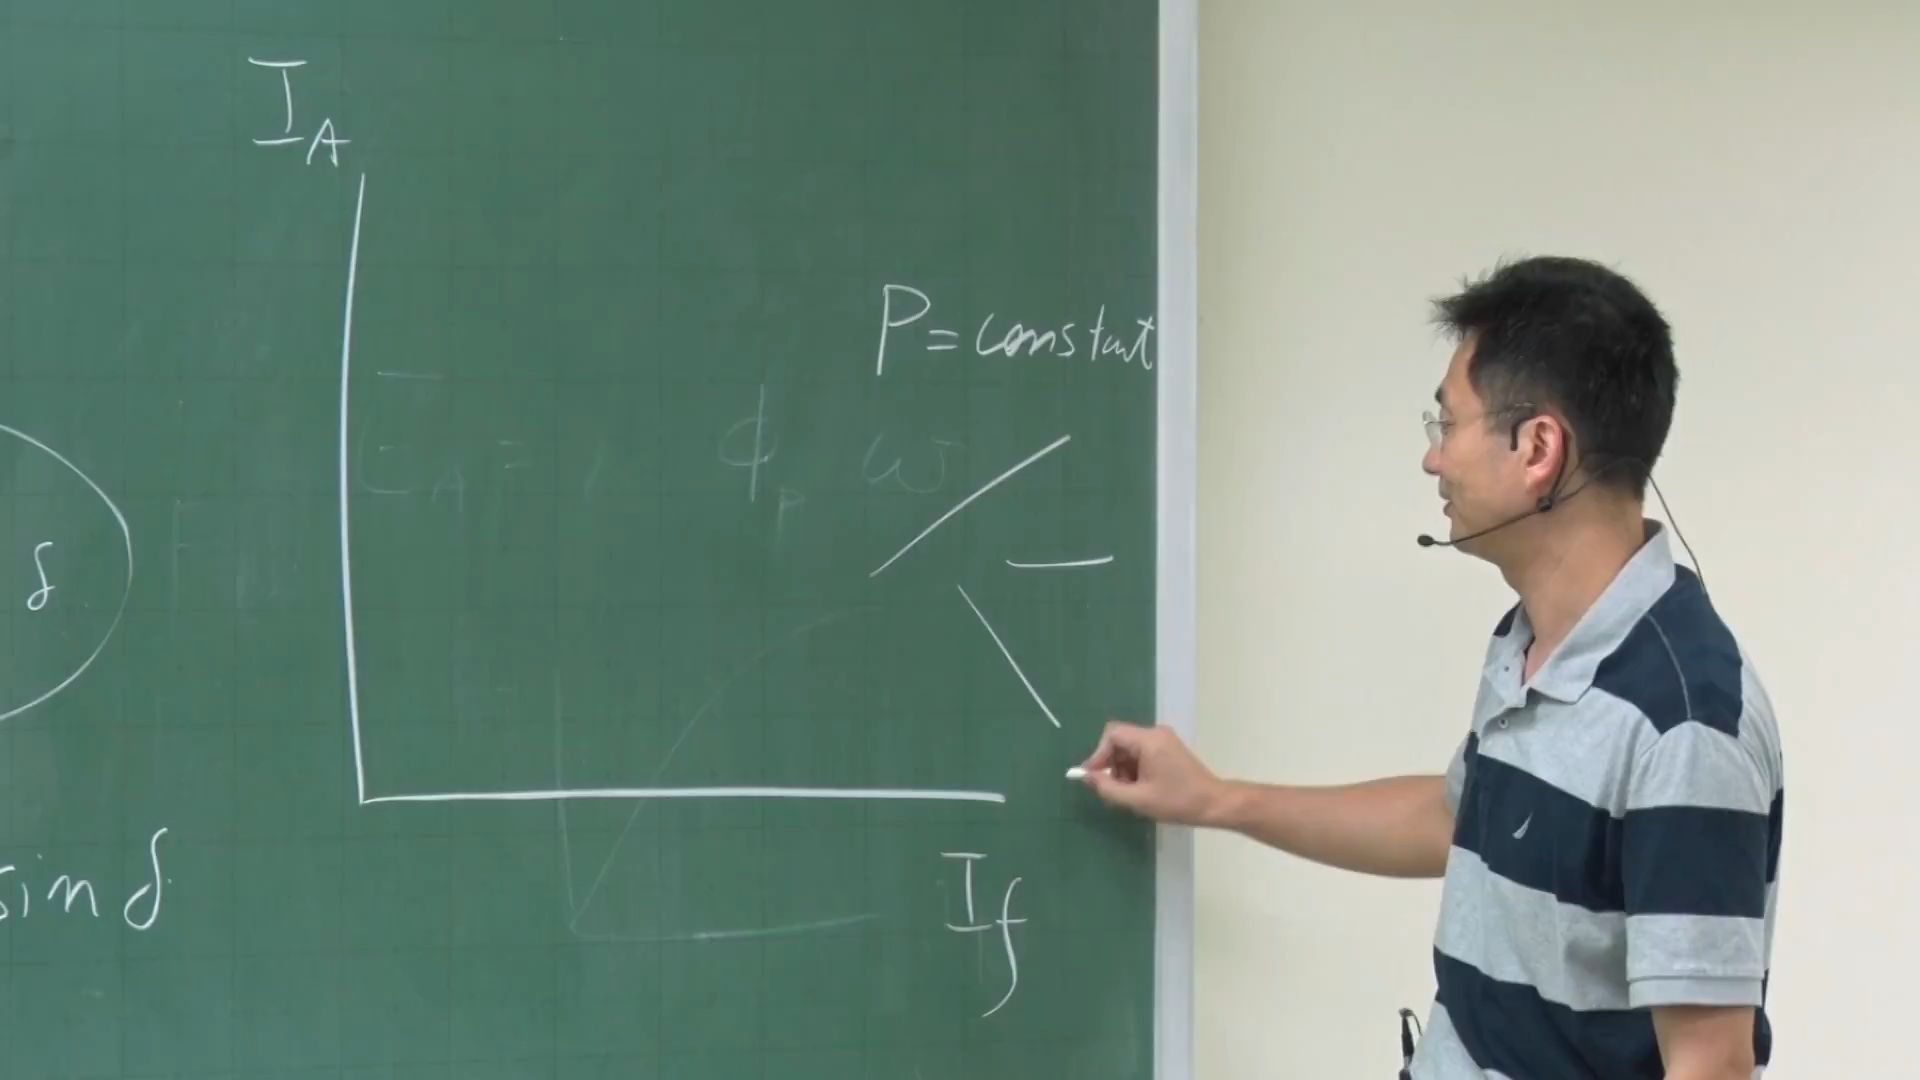 I_A
P = constant
E_A = ϕ_P ω
δ
sin δ
I_f